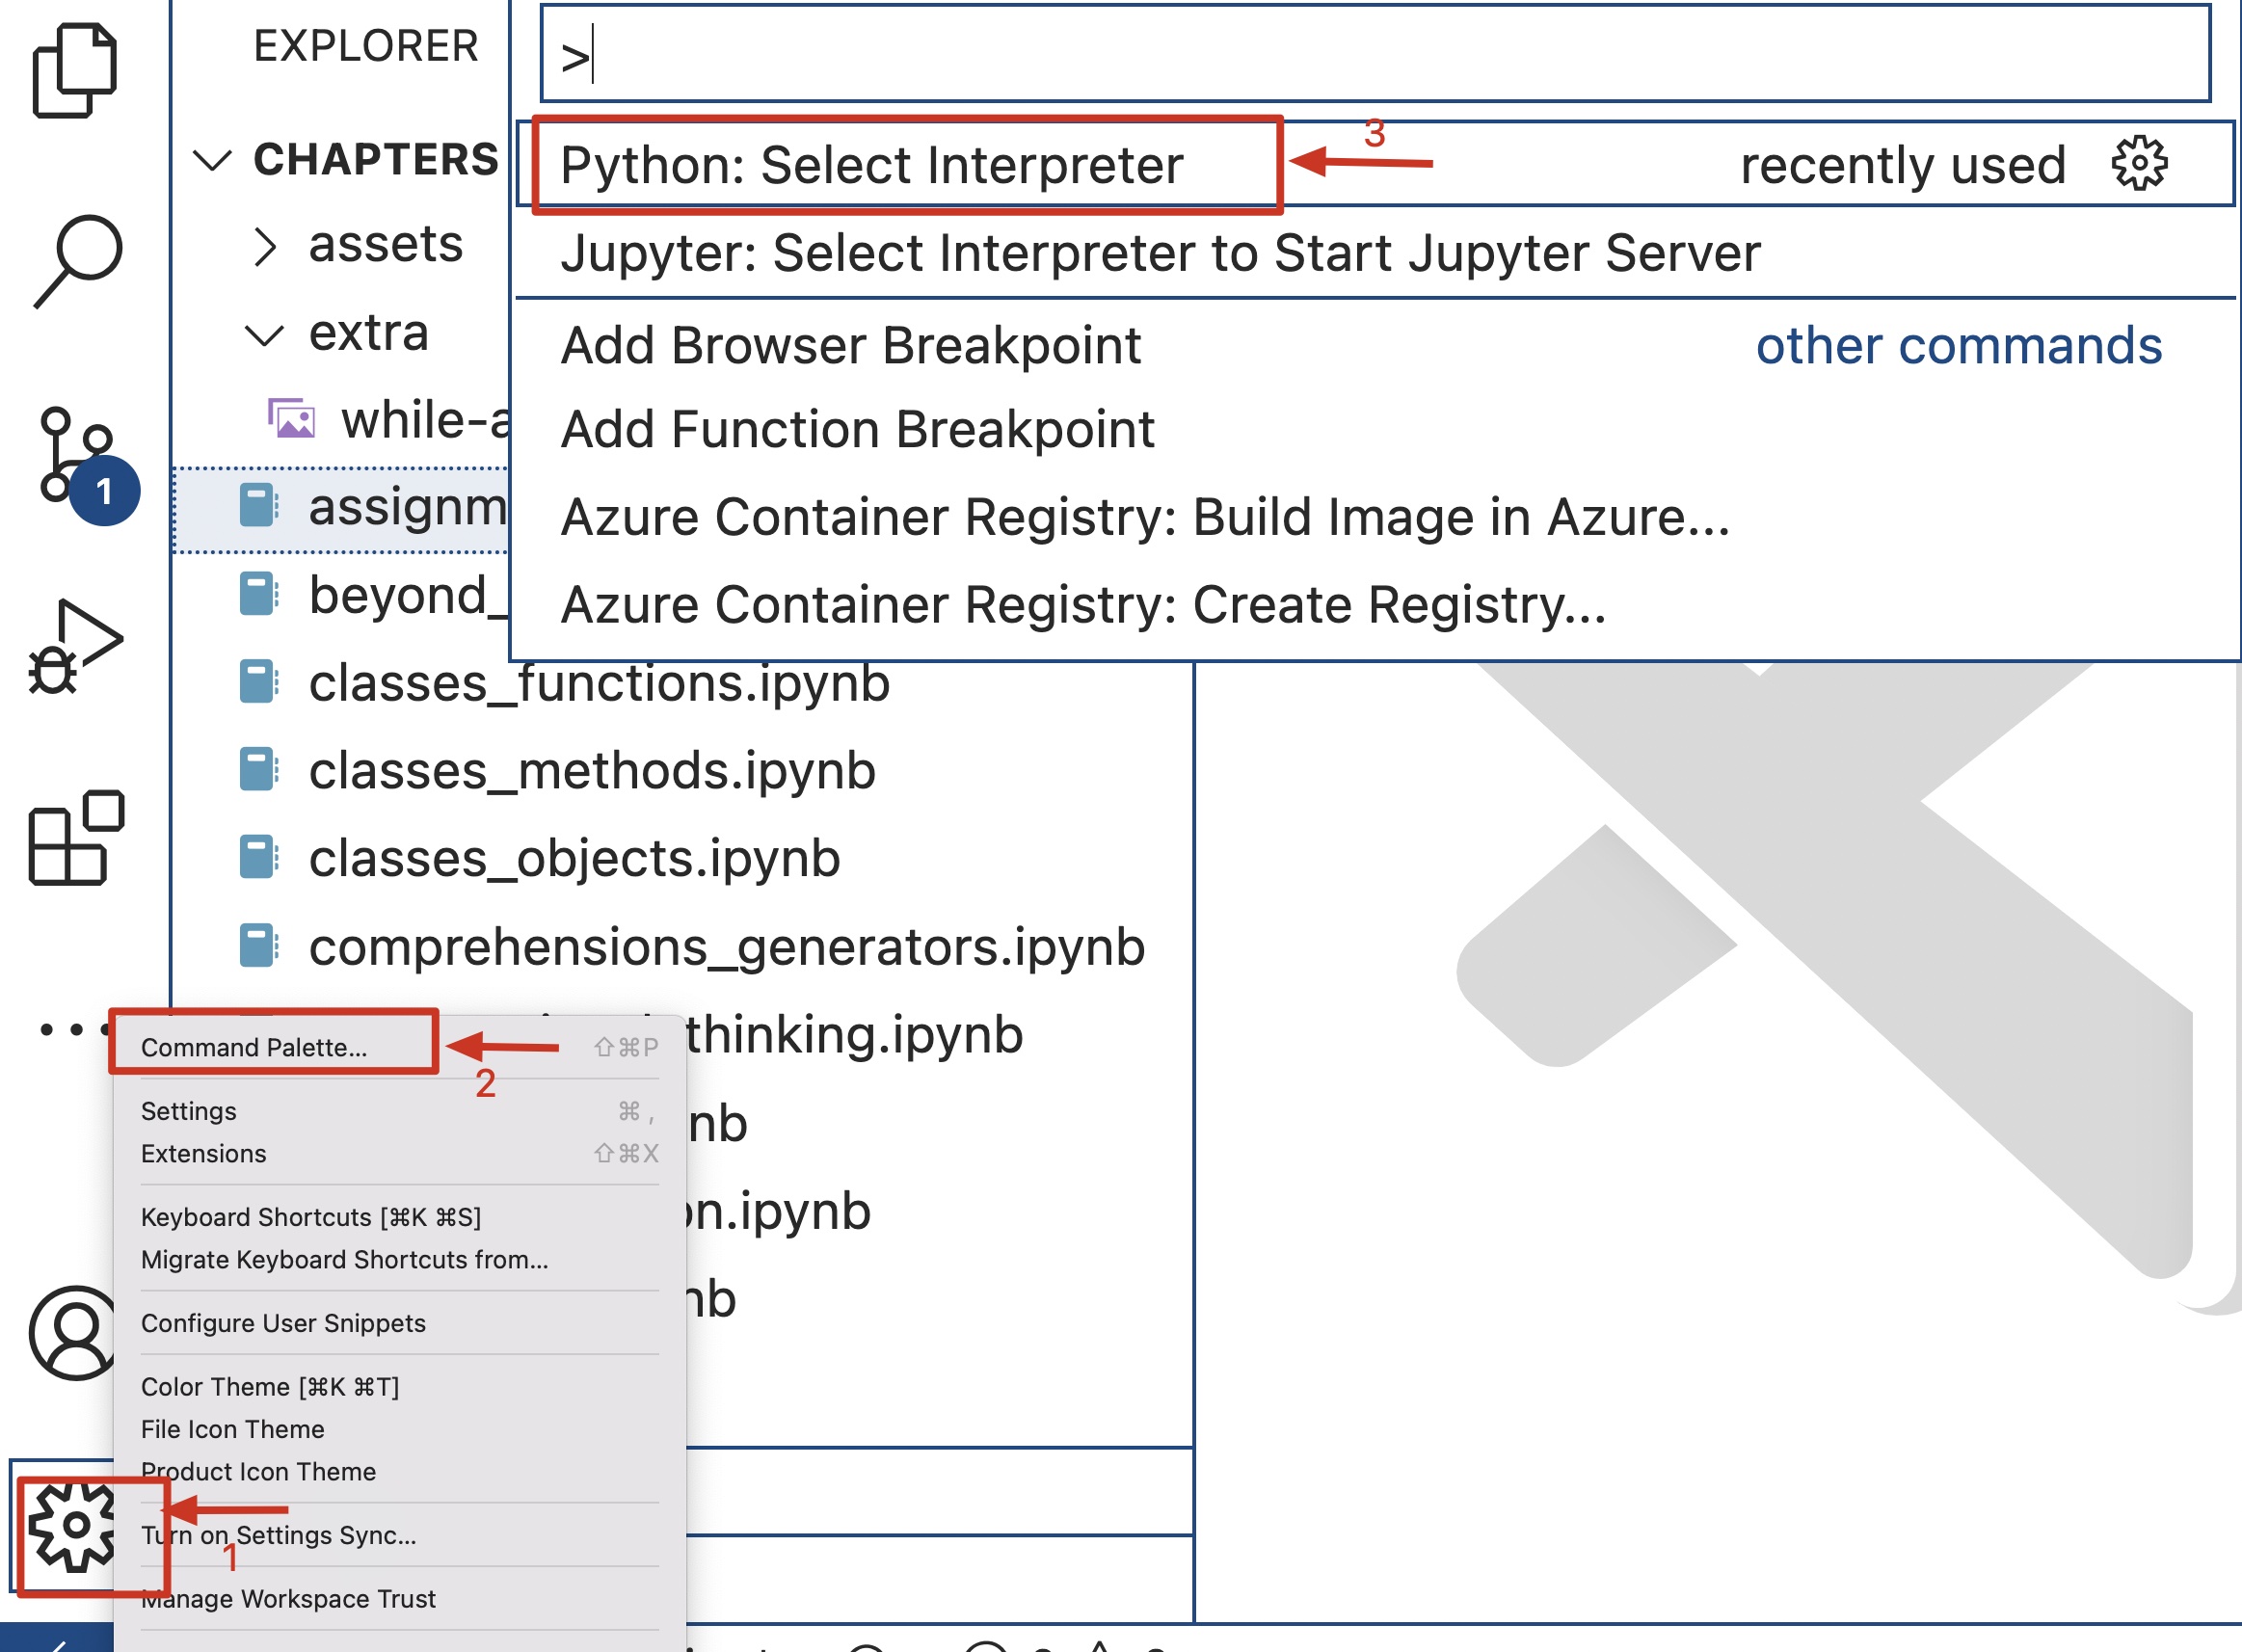 EXPLORER
CHAPTERS
assets
extra
while-a
assignm
beyond_
classes_functions.ipynb
classes_methods.ipynb
classes_objects.ipynb
comprehensions_generators.ipynb
thinking.ipynb
nb
on.ipynb
nb
1
>
Python: Select Interpreter
3
recently used
Jupyter: Select Interpreter to Start Jupyter Server
Add Browser Breakpoint
other commands
Add Function Breakpoint
Azure Container Registry: Build Image in Azure...
Azure Container Registry: Create Registry...
Command Palette... ⇧⌘P
2
Settings ⌘ ,
Extensions ⇧⌘X
Keyboard Shortcuts [⌘K ⌘S]
Migrate Keyboard Shortcuts from...
Configure User Snippets
Color Theme [⌘K ⌘T]
File Icon Theme
Product Icon Theme
Turn on Settings Sync...
1
Manage Workspace Trust